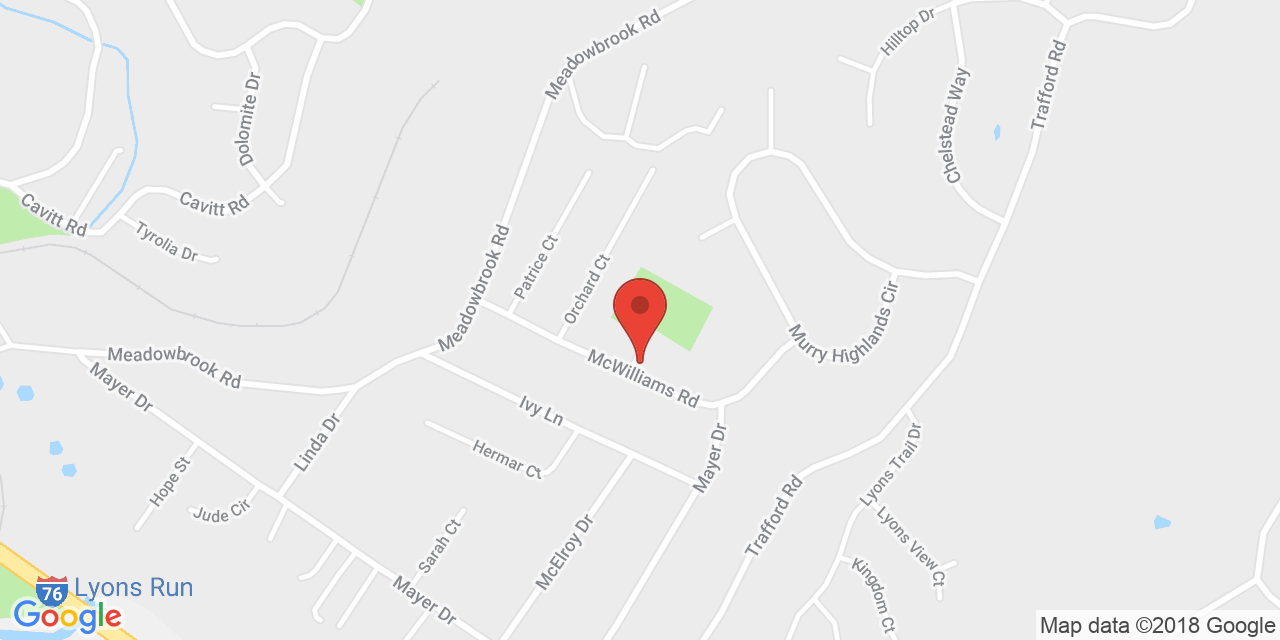 Meadowbrook Rd
Hilltop Dr
Trafford Rd
Dolomite Dr
Chelstead Way
Cavitt Rd
Cavitt Rd
Tyrolia Dr
Meadowbrook Rd
Patrice Ct
Orchard Ct
Murry Highlands Cir
Meadowbrook Rd
McWilliams Rd
Mayer Dr
Ivy Ln
Linda Dr
Hermar Ct
Mayer Dr
Lyons Trail Dr
Hope St
Jude Cir
Trafford Rd
Lyons View Ct
Sarah Ct
McElroy Dr
Kingdom Ct
Mayer Dr
76
Lyons Run
Google
Map data ©2018 Google